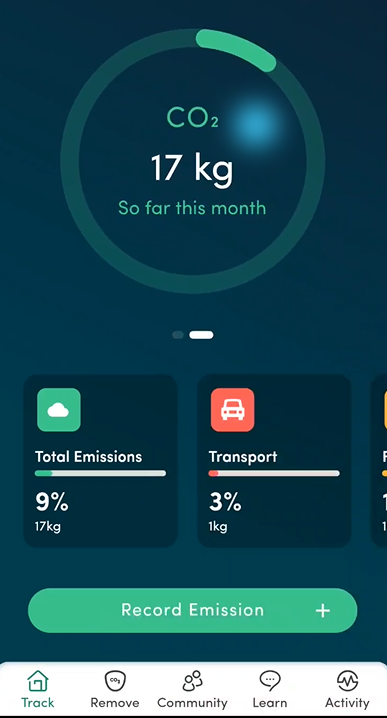 CO₂
17 kg
So far this month
Total Emissions
9%
17kg
Transport
3%
1kg
Record Emission +
Track
Remove
Community
Learn
Activity